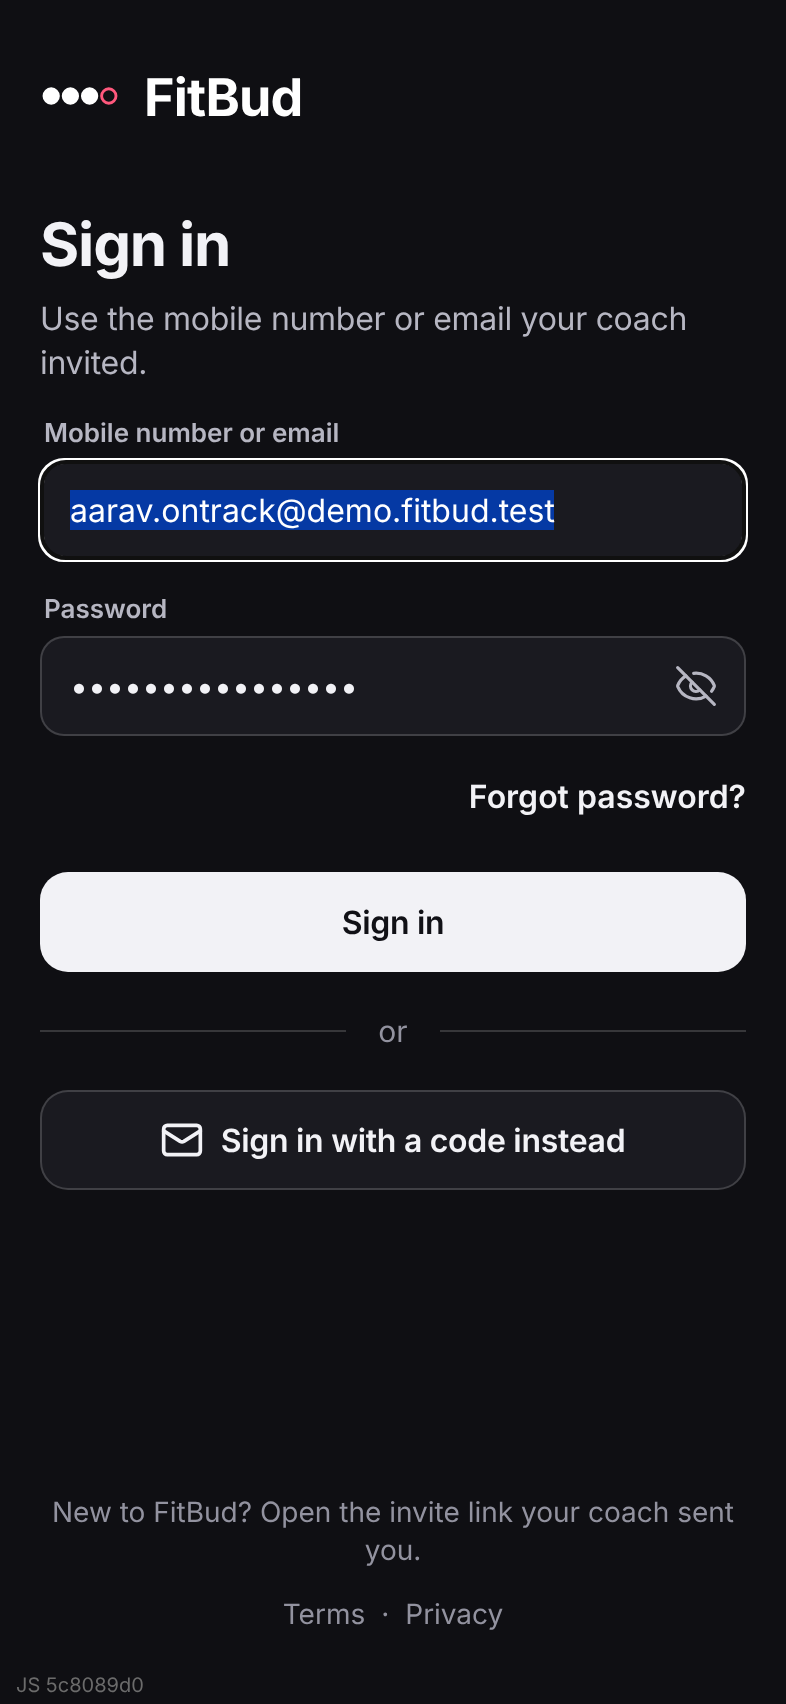 FitBud
Sign in
Use the mobile number or email your coach
invited.
Mobile number or email
aarav.ontrack@demo.fitbud.test
Password
••••••••••••••••
Forgot password?
Sign in
or
Sign in with a code instead
New to FitBud? Open the invite link your coach sent
you.
Terms · Privacy
JS 5c8089d0